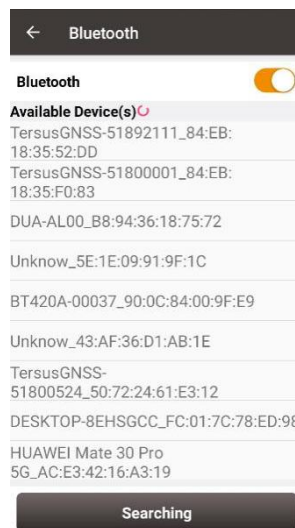 Bluetooth
Bluetooth
Available Device(s)
TersusGNSS-51892111_84:EB:
18:35:52:DD
TersusGNSS-51800001_84:EB:
18:35:F0:83
DUA-AL00_B8:94:36:18:75:72
Unknow_5E:1E:09:91:9F:1C
BT420A-00037_90:0C:84:00:9F:E9
Unknow_43:AF:36:D1:AB:1E
TersusGNSS-
51800524_50:72:24:61:E3:12
DESKTOP-8EHSGCC_FC:01:7C:78:ED:98
HUAWEI Mate 30 Pro
5G_AC:E3:42:16:A3:19
Searching